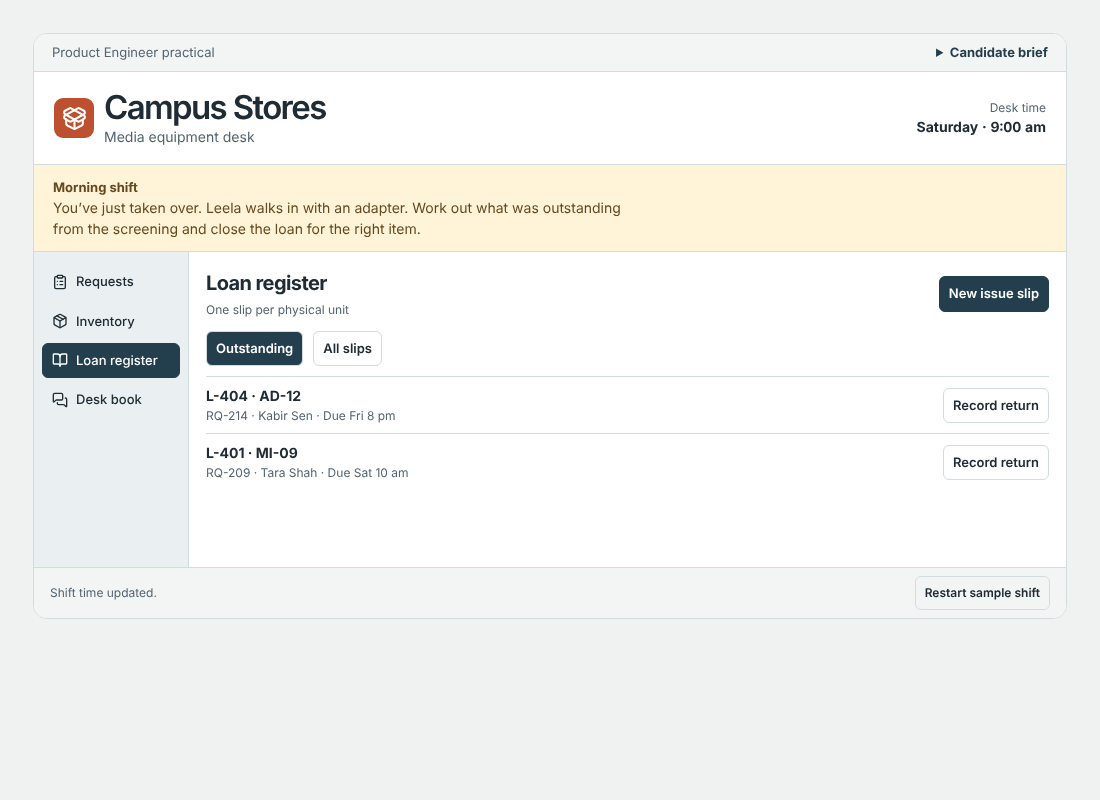 Product Engineer practical
Candidate brief
Campus Stores
Media equipment desk
Desk time
Saturday · 9:00 am
Morning shift
You’ve just taken over. Leela walks in with an adapter. Work out what was outstanding
from the screening and close the loan for the right item.
Requests
Inventory
Loan register
Desk book
Loan register
One slip per physical unit
New issue slip
Outstanding
All slips
L-404 · AD-12
RQ-214 · Kabir Sen · Due Fri 8 pm
Record return
L-401 · MI-09
RQ-209 · Tara Shah · Due Sat 10 am
Record return
Shift time updated.
Restart sample shift